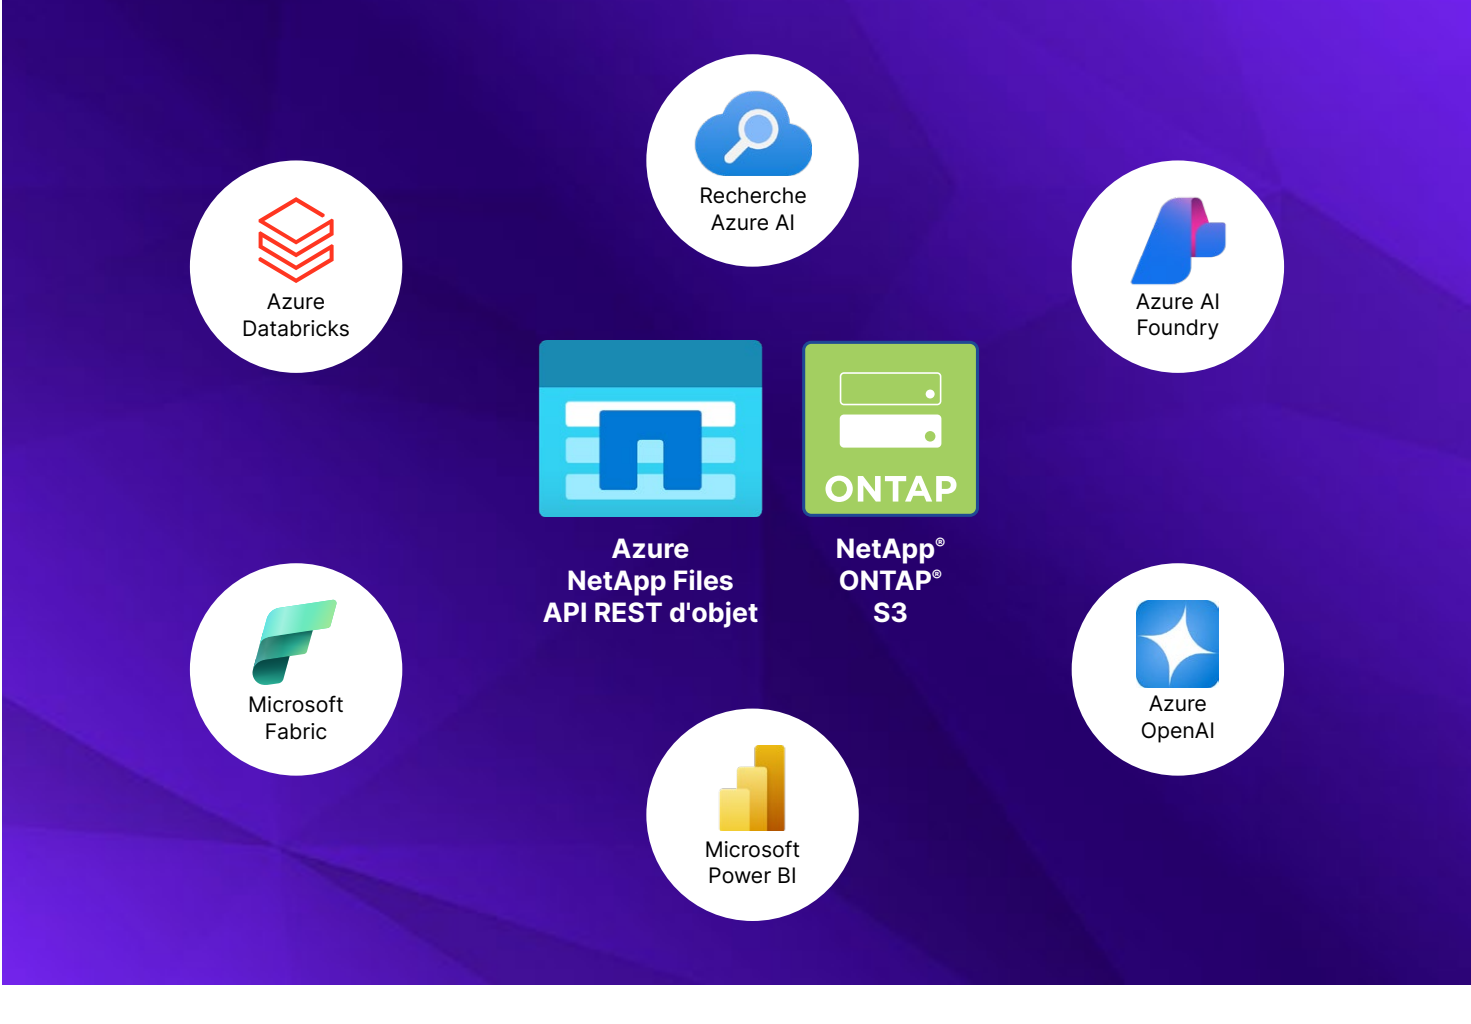 Recherche
Azure AI
Azure
Databricks
Azure AI
Foundry
ONTAP
Azure
NetApp Files
API REST d'objet
NetApp®
ONTAP®
S3
Microsoft
Fabric
Azure
OpenAI
Microsoft
Power BI